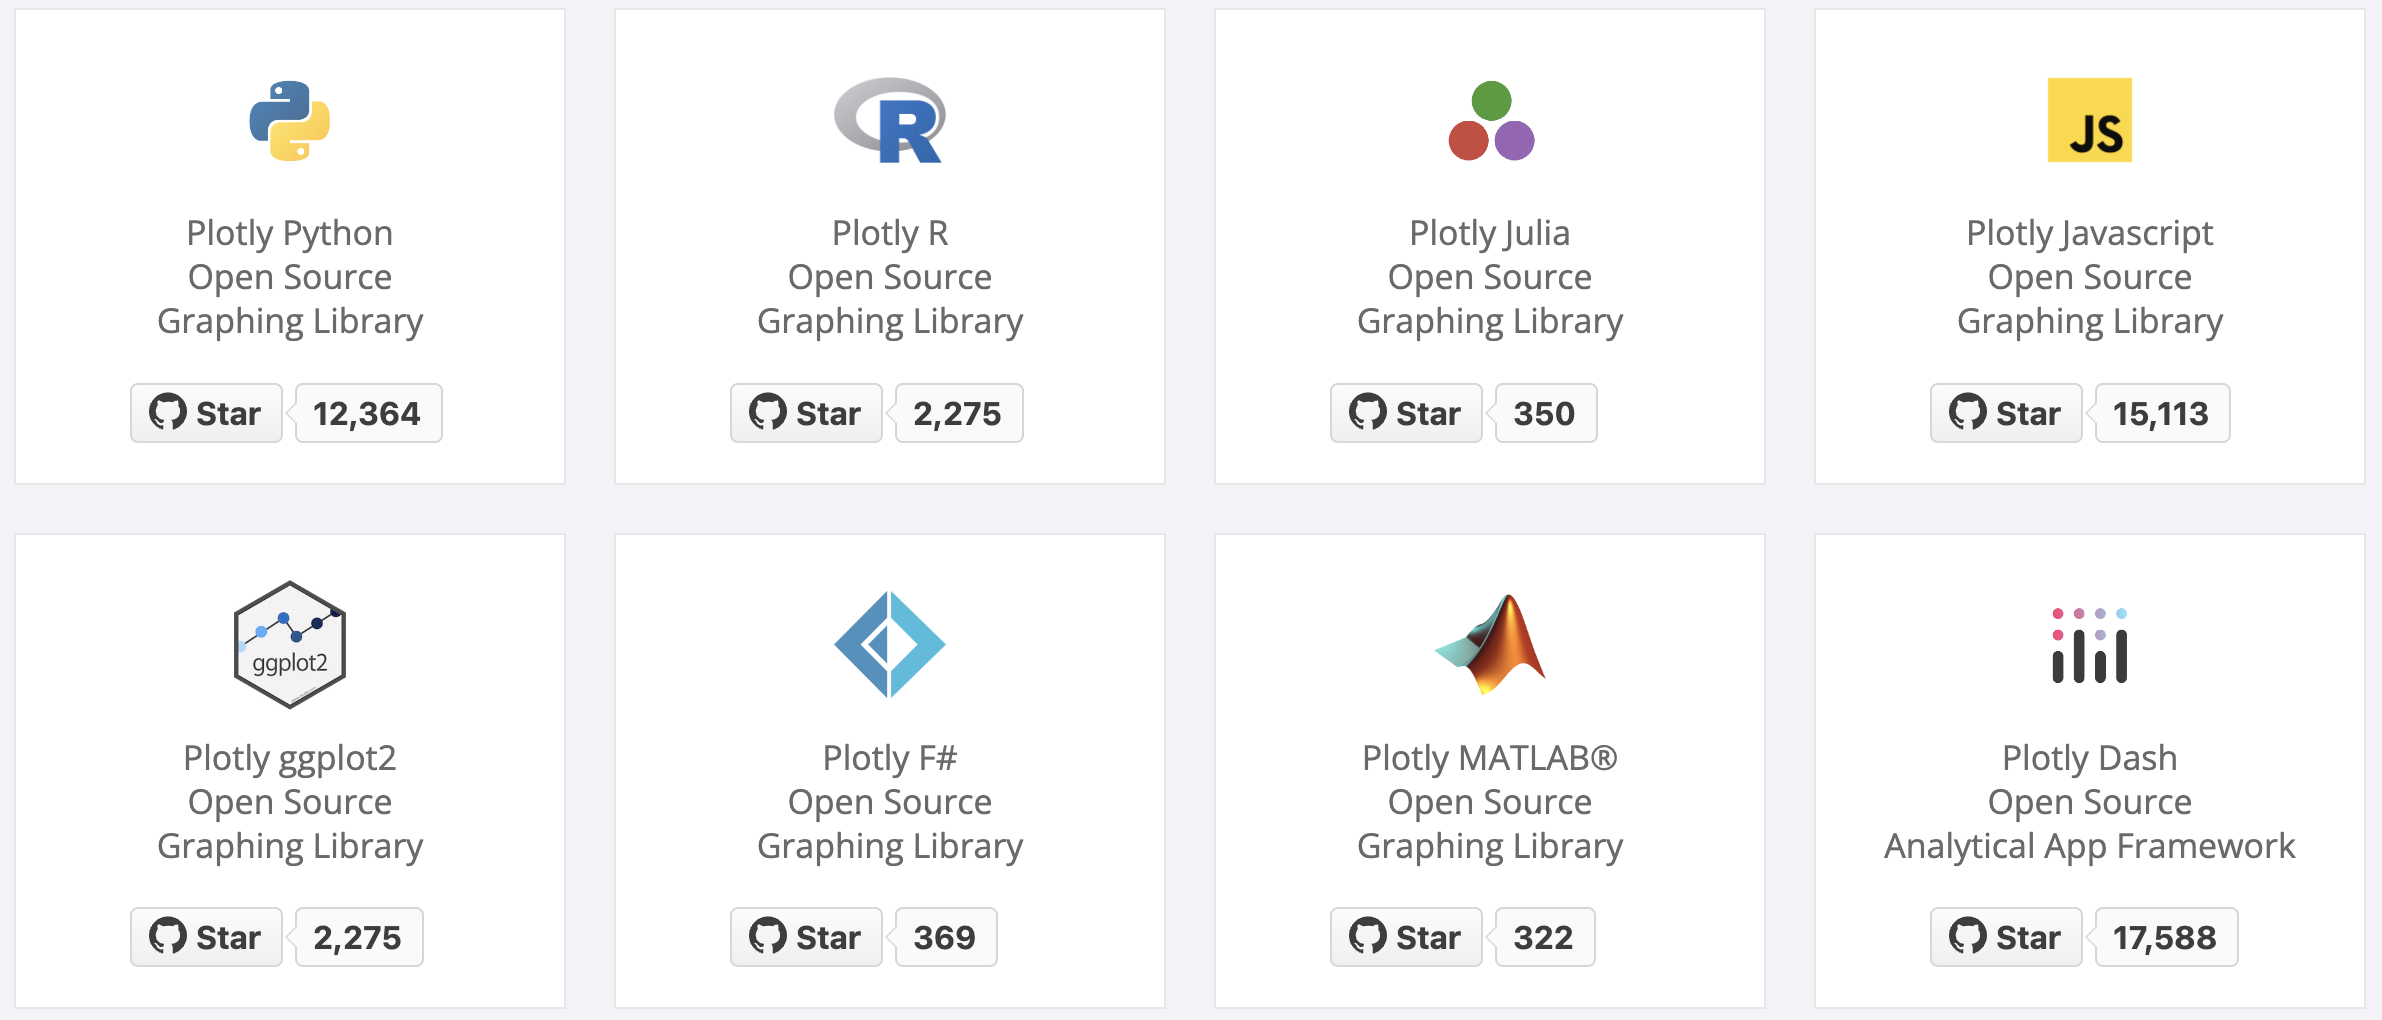 Plotly Python
Open Source
Graphing Library
Star 12,364
R
Plotly R
Open Source
Graphing Library
Star 2,275
Plotly Julia
Open Source
Graphing Library
Star 350
JS
Plotly Javascript
Open Source
Graphing Library
Star 15,113
ggplot2
Plotly ggplot2
Open Source
Graphing Library
Star 2,275
Plotly F#
Open Source
Graphing Library
Star 369
Plotly MATLAB®
Open Source
Graphing Library
Star 322
Plotly Dash
Open Source
Analytical App Framework
Star 17,588